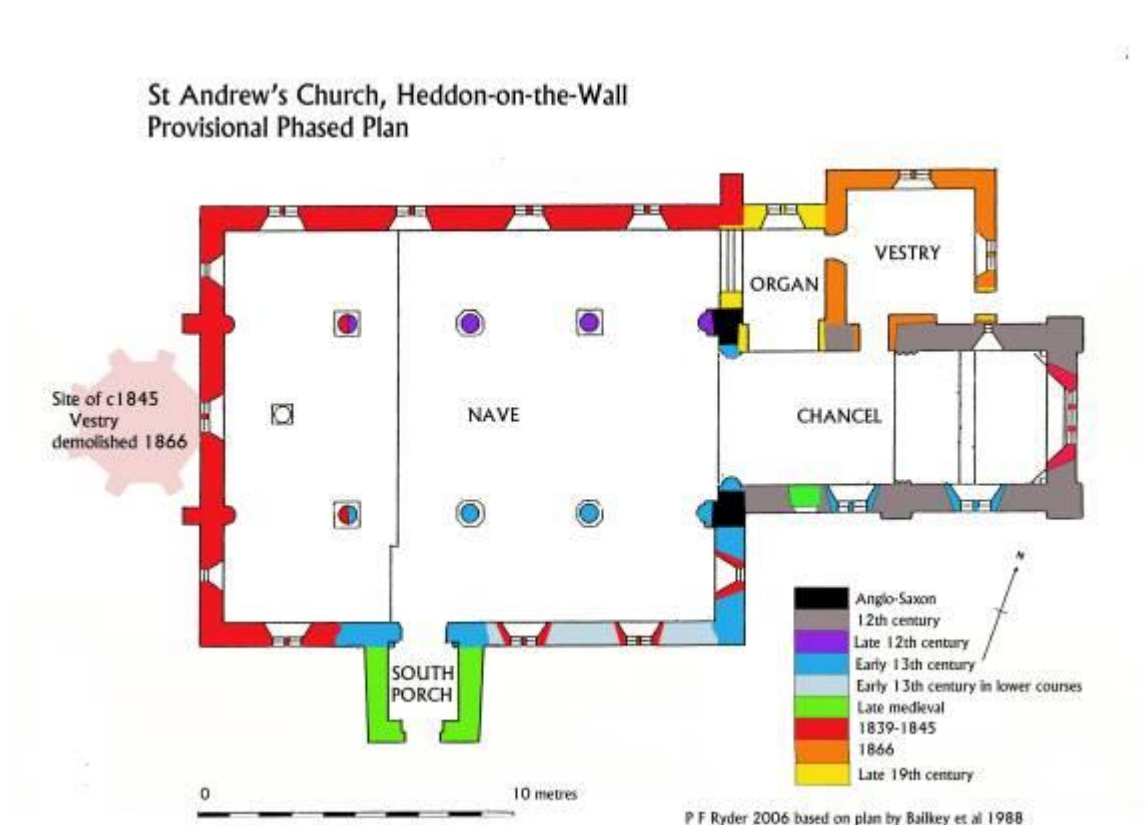 St Andrew's Church, Heddon-on-the-Wall
Provisional Phased Plan
VESTRY
ORGAN
Site of c1845
Vestry
demolished 1866
NAVE
CHANCEL
N
SOUTH
PORCH
Anglo-Saxon
12th century
Late 12th century
Early 13th century
Early 13th century in lower courses
Late medieval
1839-1845
1866
Late 19th century
0
10 metres
P F Ryder 2006 based on plan by Bailkey et al 1988